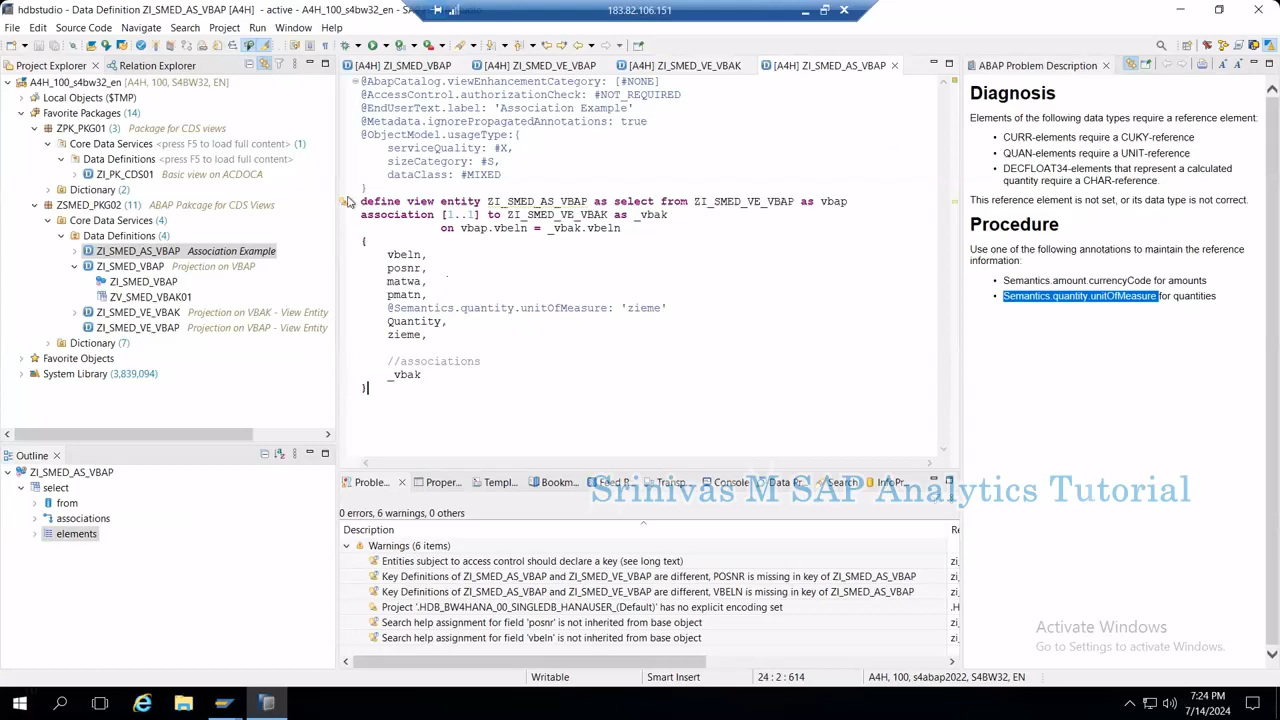 hdbstudio - Data Definition ZI_SMED_AS_VBAP [A4H] - active - A4H_100_s4bw32_en - SA
183.82.106.151
File Edit Source Code Navigate Search Project Run Window Help
Project Explorer Relation Explorer
[A4H] ZI_SMED_VBAP [A4H] ZI_SMED_VE_VBAP [A4H] ZI_SMED_VE_VBAK [A4H] ZI_SMED_AS_VBAP
ABAP Problem Description
A4H_100_s4bw32_en [A4H, 100, S4BW32, EN]
Local Objects ($TMP)
Favorite Packages (14)
ZPK_PKG01 (3) Package for CDS views
Core Data Services <press F5 to load full content> (1)
Data Definitions <press F5 to load full content>
ZI_PK_CDS01 Basic view on ACDOCA
Dictionary (2)
ZSMED_PKG02 (11) ABAP Pakcage for CDS Views
Core Data Services (4)
Data Definitions (4)
ZI_SMED_AS_VBAP Association Example
ZI_SMED_VBAP Projection on VBAP
ZI_SMED_VBAP
ZV_SMED_VBAK01
ZI_SMED_VE_VBAK Projection on VBAK - View Entity
ZI_SMED_VE_VBAP Projection on VBAP - View Entity
Dictionary (7)
Favorite Objects
System Library (3,839,094)
@AbapCatalog.viewEnhancementCategory: [#NONE]
@AccessControl.authorizationCheck: #NOT_REQUIRED
@EndUserText.label: 'Association Example'
@Metadata.ignorePropagatedAnnotations: true
@ObjectModel.usageType:{
serviceQuality: #X,
sizeCategory: #S,
dataClass: #MIXED
}
define view entity ZI_SMED_AS_VBAP as select from ZI_SMED_VE_VBAP as vbap
association [1..1] to ZI_SMED_VE_VBAK as _vbak
on vbap.vbeln = _vbak.vbeln
{
vbeln,
posnr,
matwa,
pmatn,
@Semantics.quantity.unitOfMeasure: 'zieme'
Quantity,
zieme,
//associations
_vbak
}
Diagnosis
Elements of the following data types require a reference element:
• CURR-elements require a CUKY-reference
• QUAN-elements require a UNIT-reference
• DECFLOAT34-elements that represent a calculated
quantity require a CHAR-reference.
This reference element is not set, or its data type is not correct.
Procedure
Use one of the following annotations to maintain the reference
information:
• Semantics.amount.currencyCode for amounts
• Semantics.quantity.unitOfMeasure for quantities
Outline
ZI_SMED_AS_VBAP
select
from
associations
elements
Proble... Proper... Templ... Bookm... Feed R... Transp... Console Data Pr... Search InfoPr...
Srinivas M SAP Analytics Tutorial
0 errors, 6 warnings, 0 others
Description
Warnings (6 items)
Entities subject to access control should declare a key (see long text) zi_
Key Definitions of ZI_SMED_AS_VBAP and ZI_SMED_VE_VBAP are different, POSNR is missing in key of ZI_SMED_AS_VBAP zi_
Key Definitions of ZI_SMED_AS_VBAP and ZI_SMED_VE_VBAP are different, VBELN is missing in key of ZI_SMED_AS_VBAP zi_
Project '.HDB_BW4HANA_00_SINGLEDB_HANAUSER_(Default)' has no explicit encoding set .H
Search help assignment for field 'posnr' is not inherited from base object zi_
Search help assignment for field 'vbeln' is not inherited from base object zi_
Activate Windows
Go to Settings to activate Windows.
Writable Smart Insert 24 : 2 : 614 A4H, 100, s4abap2022, S4BW32, EN
7:24 PM
7/14/2024